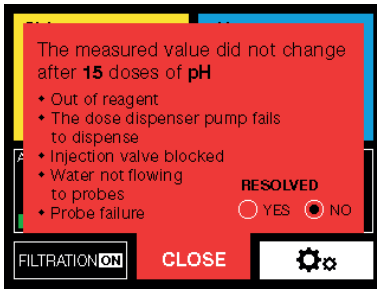 The measured value did not change
after 15 doses of pH
• Out of reagent
• The dose dispenser pump fails
to dispense
• Injection valve blocked
• Water not flowing
to probes
• Probe failure
RESOLVED
YES NO
FILTRATION ON
CLOSE